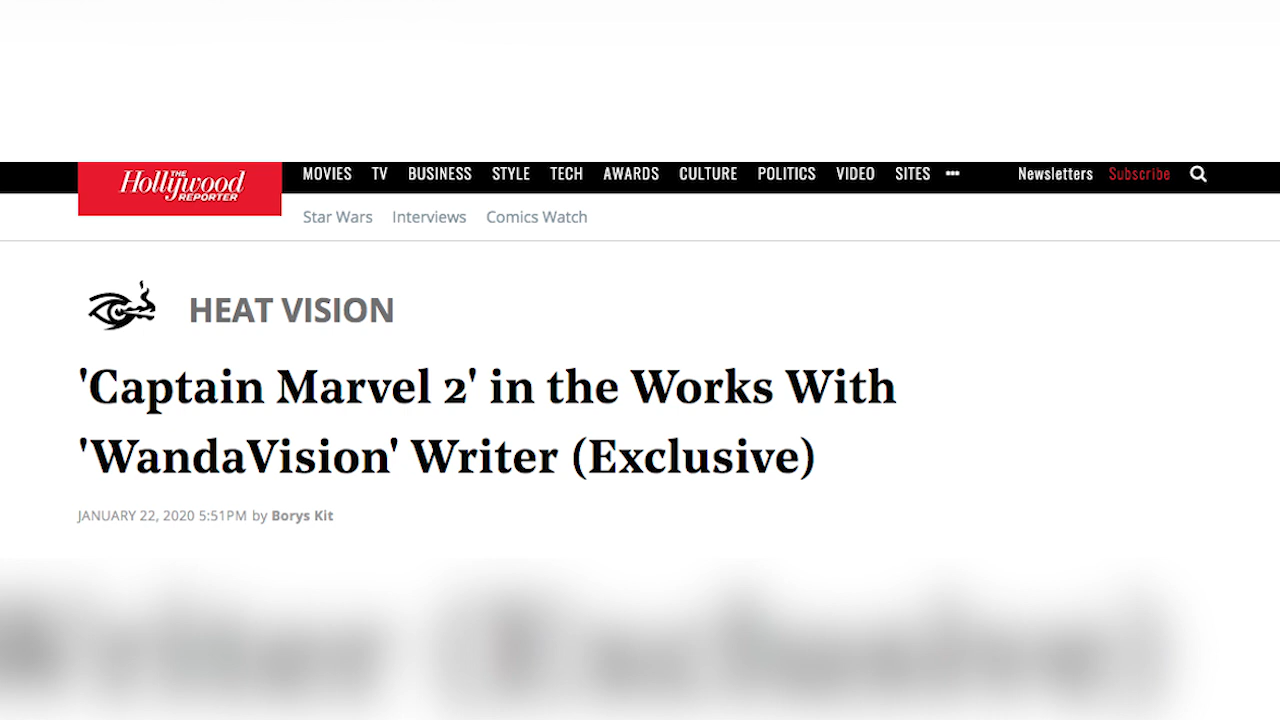 THE
Hollywood
REPORTER
MOVIES TV BUSINESS STYLE TECH AWARDS CULTURE POLITICS VIDEO SITES ••• Newsletters Subscribe
Star Wars Interviews Comics Watch
HEAT VISION
'Captain Marvel 2' in the Works With
'WandaVision' Writer (Exclusive)
JANUARY 22, 2020 5:51PM by Borys Kit
Writer (Exclusive)